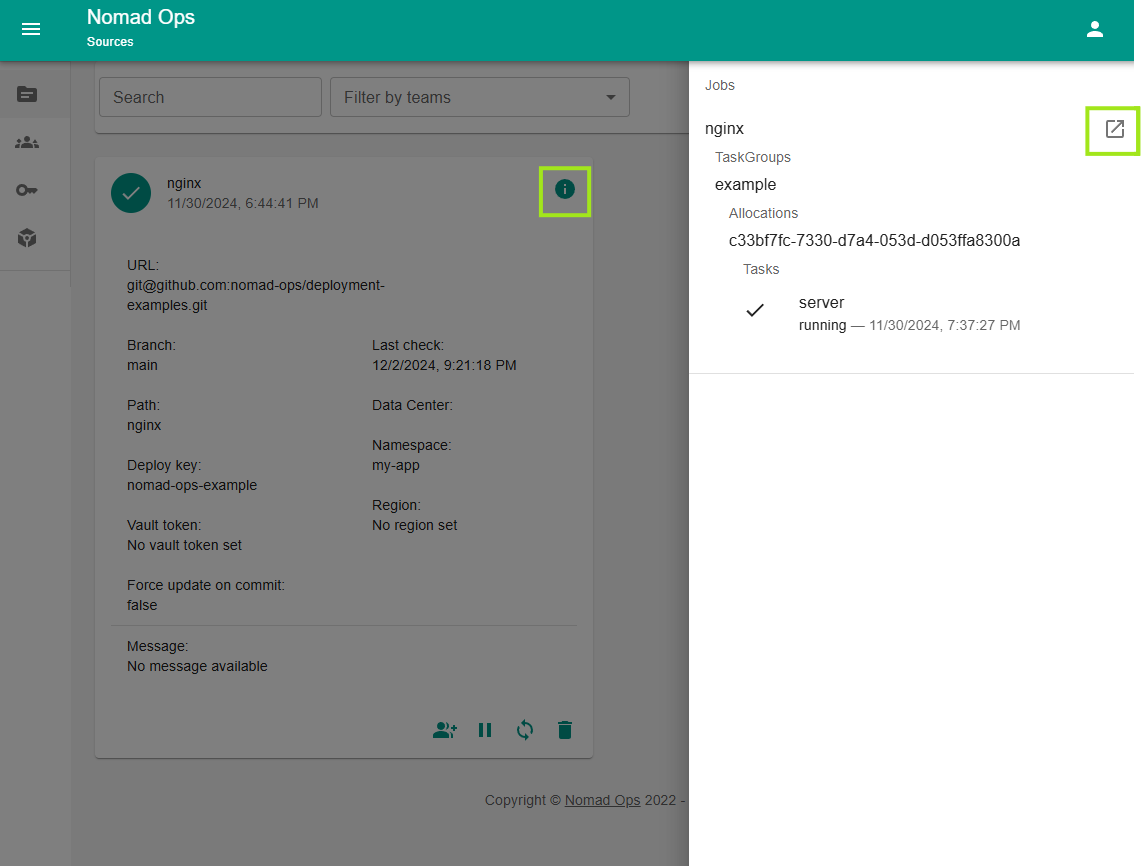 Nomad Ops
Sources
Search
Filter by teams
nginx
11/30/2024, 6:44:41 PM
URL:
git@github.com:nomad-ops/deployment-
examples.git
Branch:
main
Path:
nginx
Deploy key:
nomad-ops-example
Vault token:
No vault token set
Force update on commit:
false
Last check:
12/2/2024, 9:21:18 PM
Data Center:
Namespace:
my-app
Region:
No region set
Message:
No message available
Copyright © Nomad Ops 2022 -
Jobs
nginx
TaskGroups
example
Allocations
c33bf7fc-7330-d7a4-053d-d053ffa8300a
Tasks
server
running — 11/30/2024, 7:37:27 PM